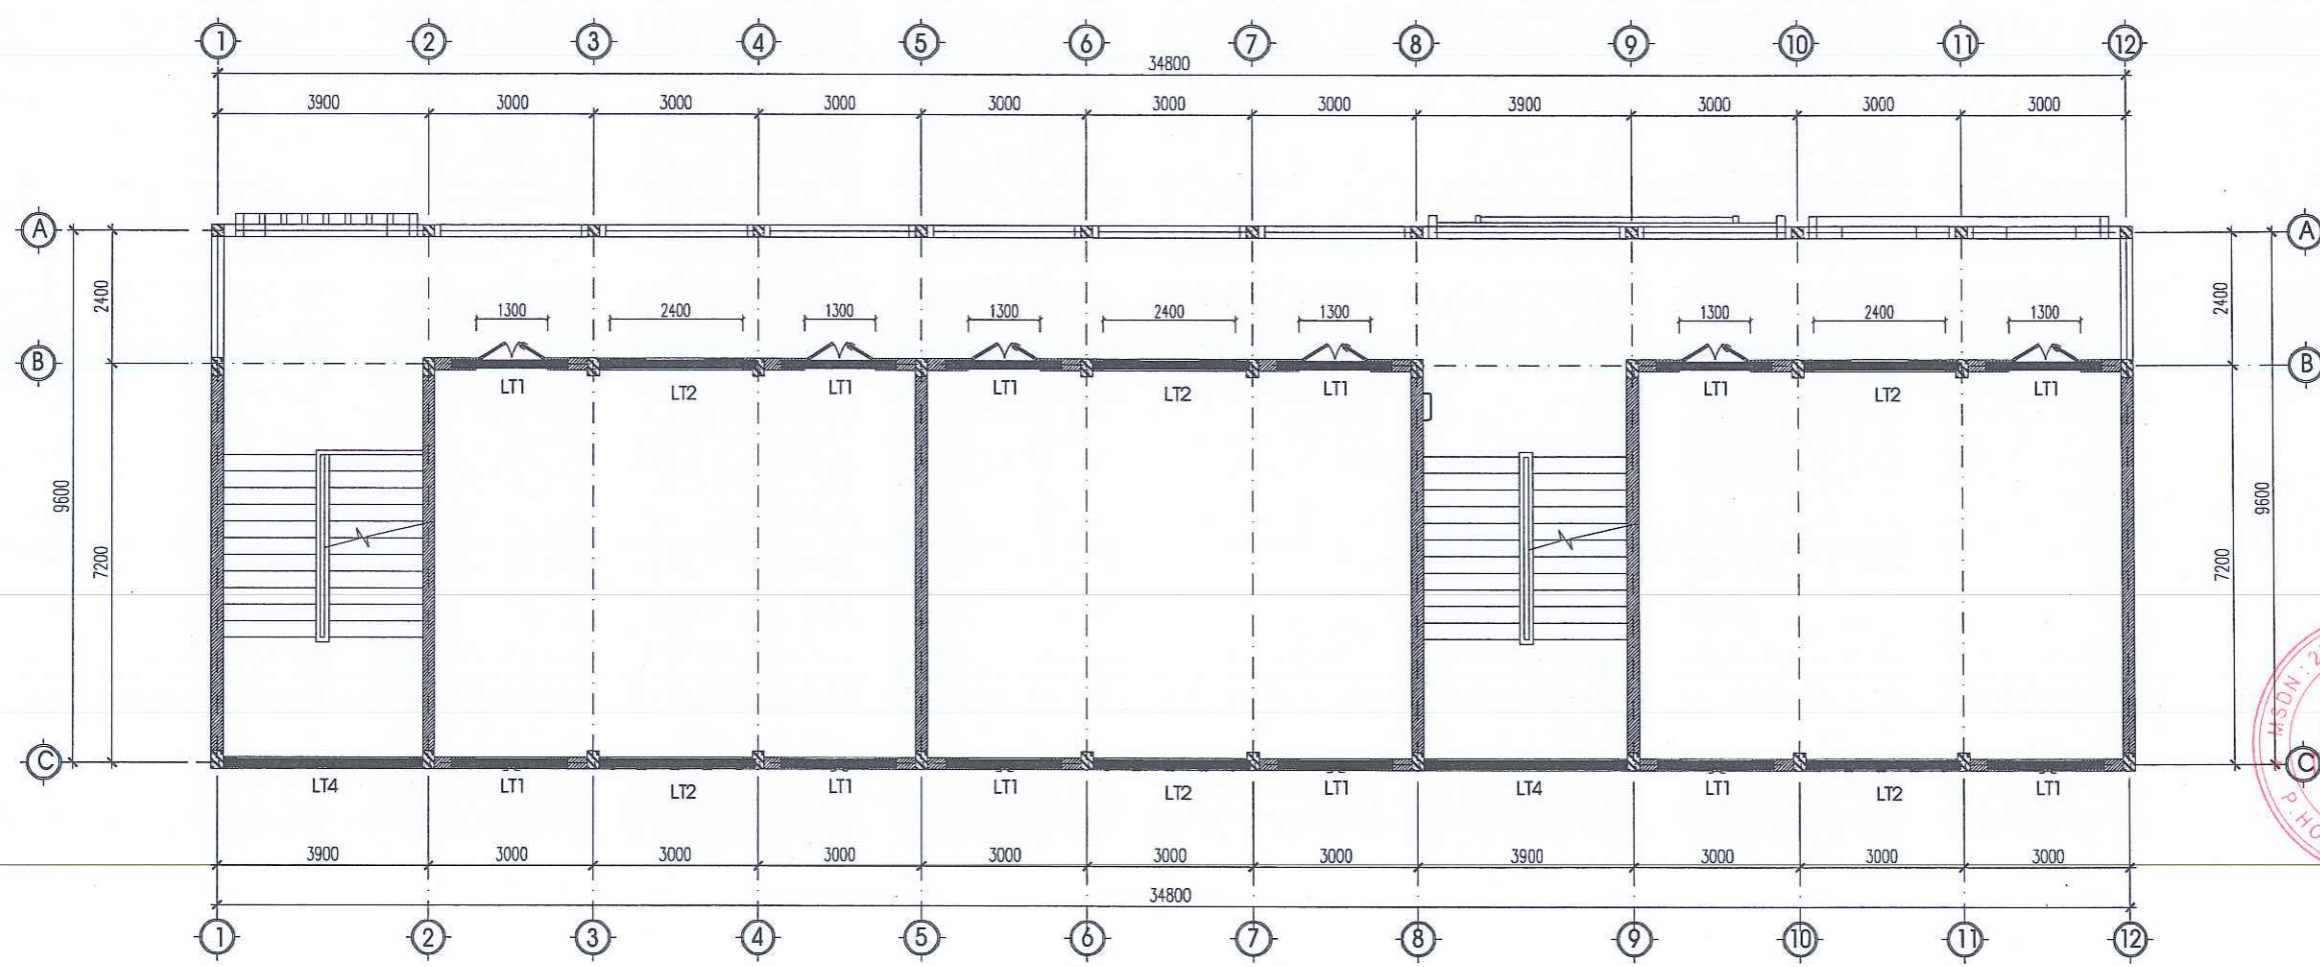 1 2 3 4 5 6 7 8 9 10 11 12
34800
3900 3000 3000 3000 3000 3000 3000 3900 3000 3000 3000
A A
2400 2400
1300 2400 1300 1300 2400 1300 1300 2400 1300
B B
LT1 LT2 LT1 LT1 LT2 LT1 LT1 LT2 LT1
9600 9600
7200 7200
MSDN:2
C C
P.HO
LT4 LT1 LT2 LT1 LT1 LT2 LT1 LT4 LT1 LT2 LT1
3900 3000 3000 3000 3000 3000 3000 3900 3000 3000 3000
34800
1 2 3 4 5 6 7 8 9 10 11 12